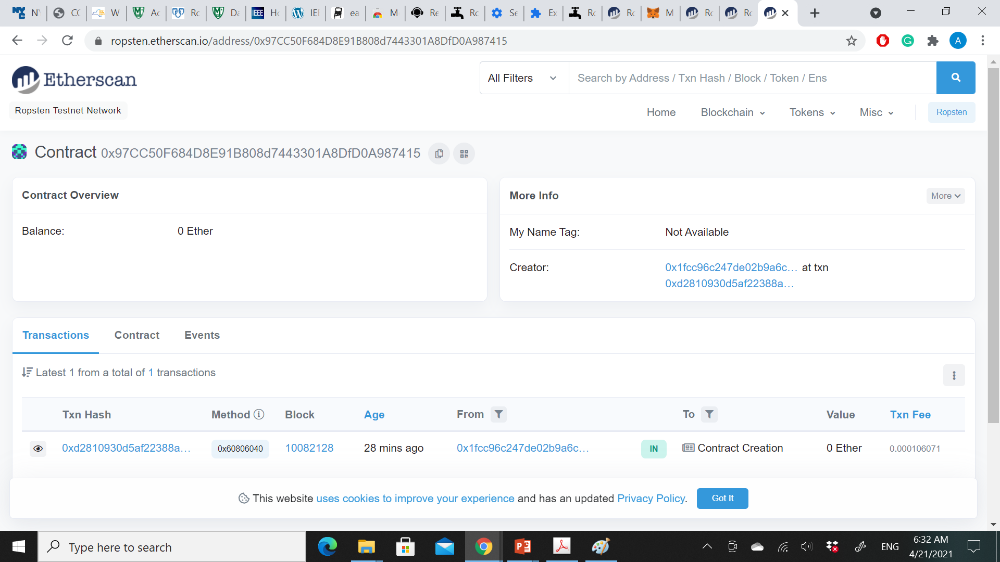 NY
CC
W
Ac
Rc
Da
IEEE
Ho
IEI
ea
M
Re
Rc
Se
Ex
Rc
Rc
M
Rc
Rc
ropsten.etherscan.io/address/0x97CC50F684D8E91B808d7443301A8DfD0A987415
A
Etherscan
All Filters
Search by Address / Txn Hash / Block / Token / Ens
Ropsten Testnet Network
Home
Blockchain
Tokens
Misc
Ropsten
Contract 0x97CC50F684D8E91B808d7443301A8DfD0A987415
Contract Overview
Balance: 0 Ether
More Info
More
My Name Tag: Not Available
Creator: 0x1fcc96c247de02b9a6c... at txn
0xd2810930d5af22388a...
Transactions
Contract
Events
Latest 1 from a total of 1 transactions
Txn Hash Method Block Age From To Value Txn Fee
0xd2810930d5af22388a... 0x60806040 10082128 28 mins ago 0x1fcc96c247de02b9a6c... IN Contract Creation 0 Ether 0.000106071
This website uses cookies to improve your experience and has an updated Privacy Policy.
Got It
Type here to search
ENG
6:32 AM
4/21/2021